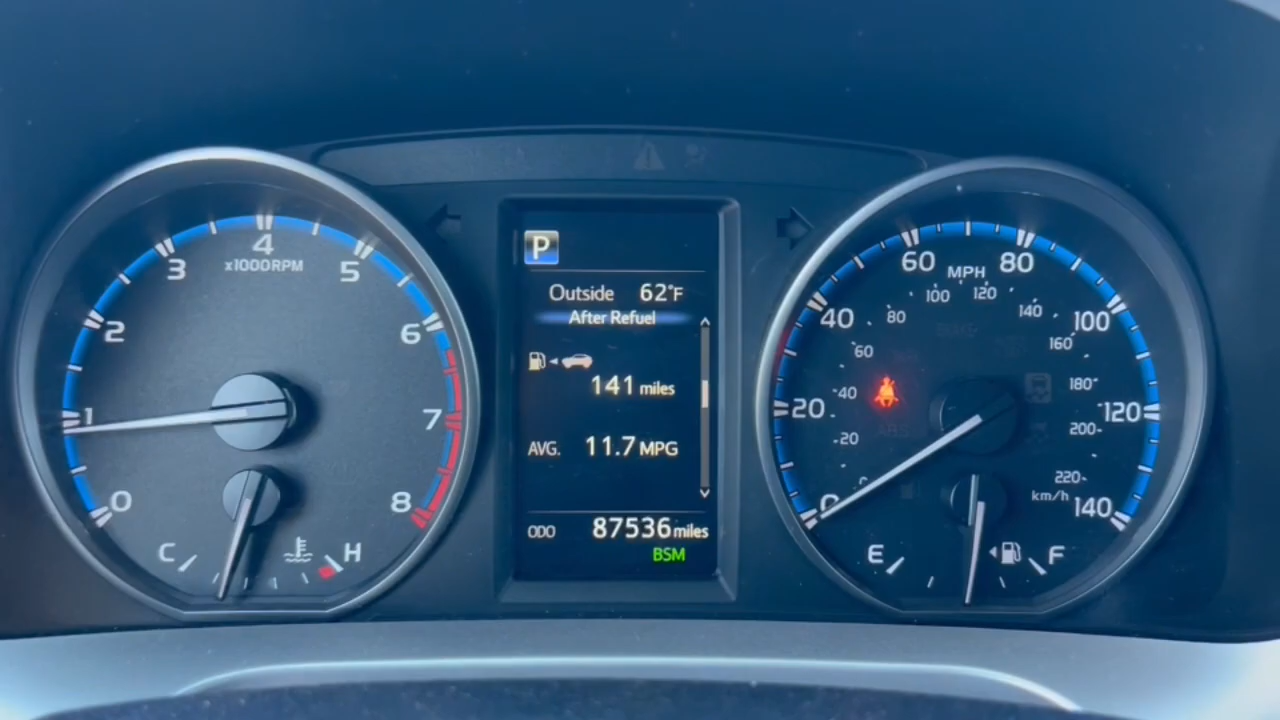 0
1
2
3
4
5
6
7
8
x1000RPM
C
H
P
Outside 62°F
After Refuel
141 miles
AVG. 11.7 MPG
ODO 87536 miles
BSM
0
20
40
60
80
100
120
140
MPH
20
40
60
80
100
120
140
160
180
200
220
km/h
E
F